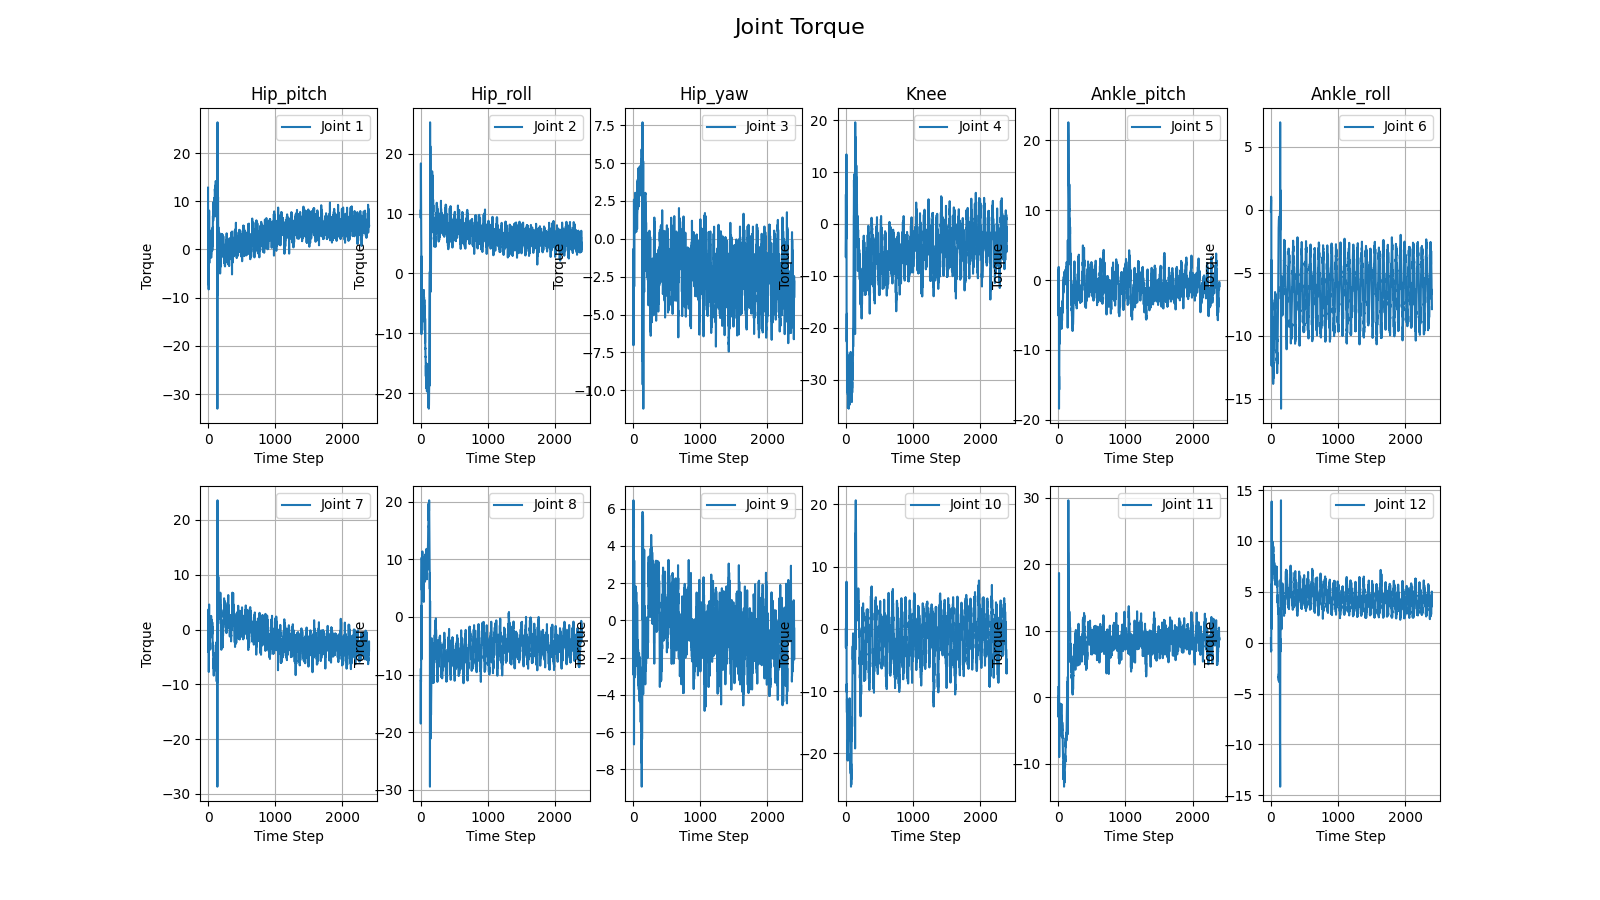 Joint Torque
Hip_pitch Hip_roll Hip_yaw Knee Ankle_pitch Ankle_roll
Joint 1 Joint 2 Joint 3 Joint 4 Joint 5 Joint 6
Torque Torque Torque Torque Torque Torque
20 10 0 −10 −20 −30
20 10 0 −10 −20
7.5 5.0 2.5 0.0 −2.5 −5.0 −7.5 −10.0
20 10 0 −10 −20 −30
20 10 0 −10 −20
5 0 −5 −10 −15
0 1000 2000 0 1000 2000 0 1000 2000 0 1000 2000 0 1000 2000 0 1000 2000
Time Step Time Step Time Step Time Step Time Step Time Step
Joint 7 Joint 8 Joint 9 Joint 10 Joint 11 Joint 12
Torque Torque Torque Torque Torque Torque
20 10 0 −10 −20 −30
20 10 0 −10 −20 −30
6 4 2 0 −2 −4 −6 −8
20 10 0 −10 −20
30 20 10 0 −10
15 10 5 0 −5 −10 −15
0 1000 2000 0 1000 2000 0 1000 2000 0 1000 2000 0 1000 2000 0 1000 2000
Time Step Time Step Time Step Time Step Time Step Time Step